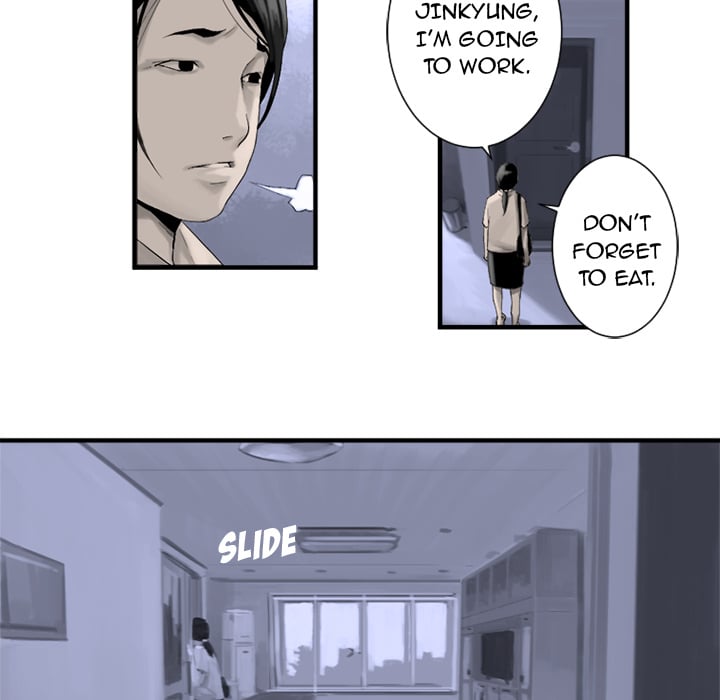 JINKYUNG,
I'M GOING
TO WORK.
DON'T
FORGET
TO EAT.
SLIDE